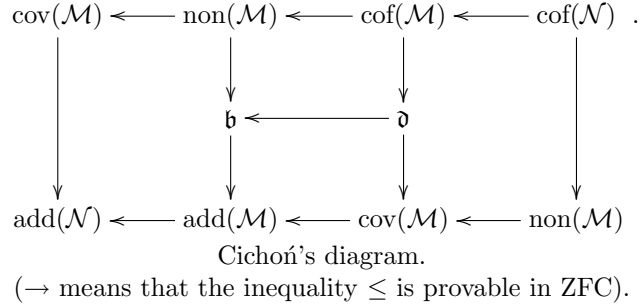 cov(ℳ) ← non(ℳ) ← cof(ℳ) ← cof(𝒩) .
𝔟 ← 𝔡
add(𝒩) ← add(ℳ) ← cov(ℳ) ← non(ℳ)
Cichoń's diagram.
(→ means that the inequality ≤ is provable in ZFC).